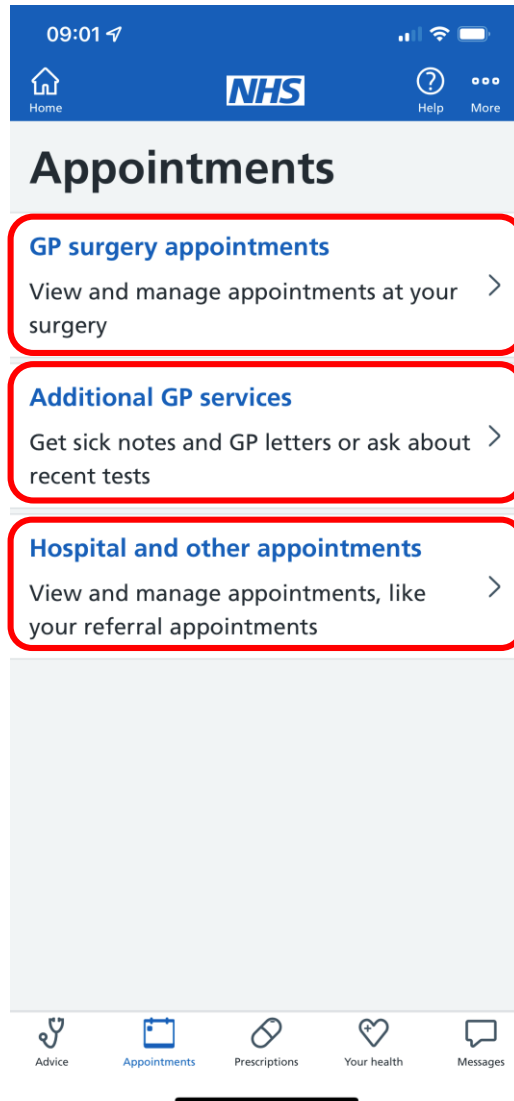 09:01
NHS
Home
Help
More
Appointments
GP surgery appointments
View and manage appointments at your
surgery
Additional GP services
Get sick notes and GP letters or ask about
recent tests
Hospital and other appointments
View and manage appointments, like
your referral appointments
Advice
Appointments
Prescriptions
Your health
Messages